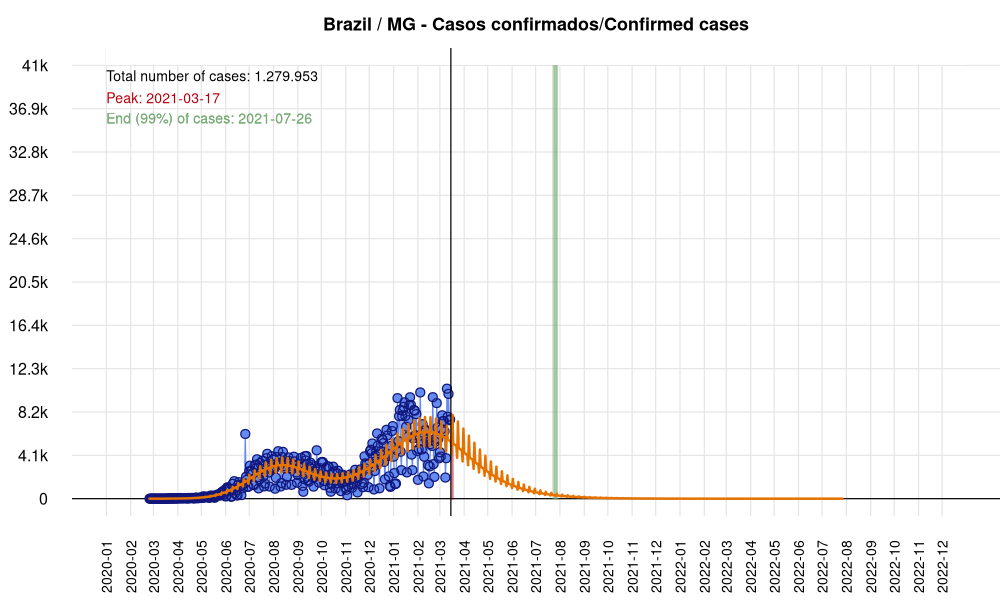 Brazil / MG - Casos confirmados/Confirmed cases
41k
Total number of cases: 1.279.953
Peak: 2021-03-17
36.9k
End (99%) of cases: 2021-07-26
32.8k
28.7k
24.6k
20.5k
16.4k
12.3k
8.2k
4.1k
0
2020-01
2020-02
2020-03
2020-04
2020-05
2020-06
2020-07
2020-08
2020-09
2020-10
2020-11
2020-12
2021-01
2021-02
2021-03
2021-04
2021-05
2021-06
2021-07
2021-08
2021-09
2021-10
2021-11
2021-12
2022-01
2022-02
2022-03
2022-04
2022-05
2022-06
2022-07
2022-08
2022-09
2022-10
2022-11
2022-12